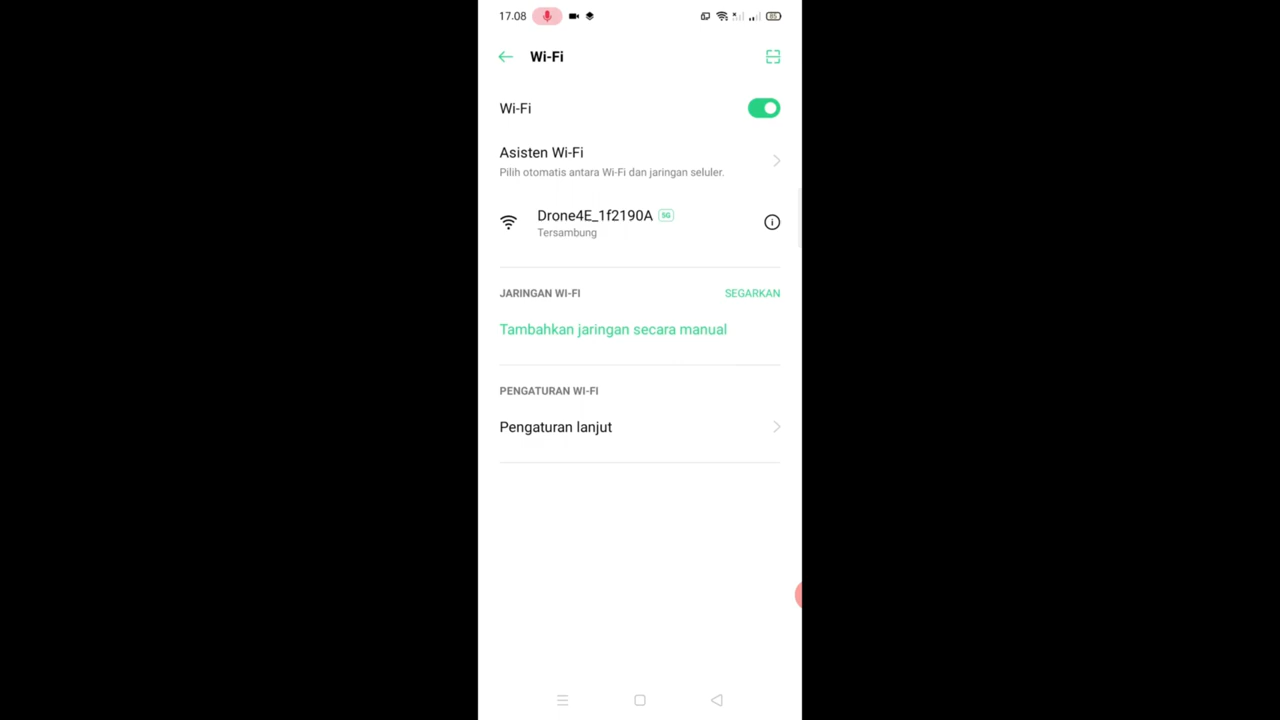 17.08
85
Wi-Fi
Wi-Fi
Asisten Wi-Fi
Pilih otomatis antara Wi-Fi dan jaringan seluler.
Drone4E_1f2190A 5G
Tersambung
JARINGAN WI-FI SEGARKAN
Tambahkan jaringan secara manual
PENGATURAN WI-FI
Pengaturan lanjut